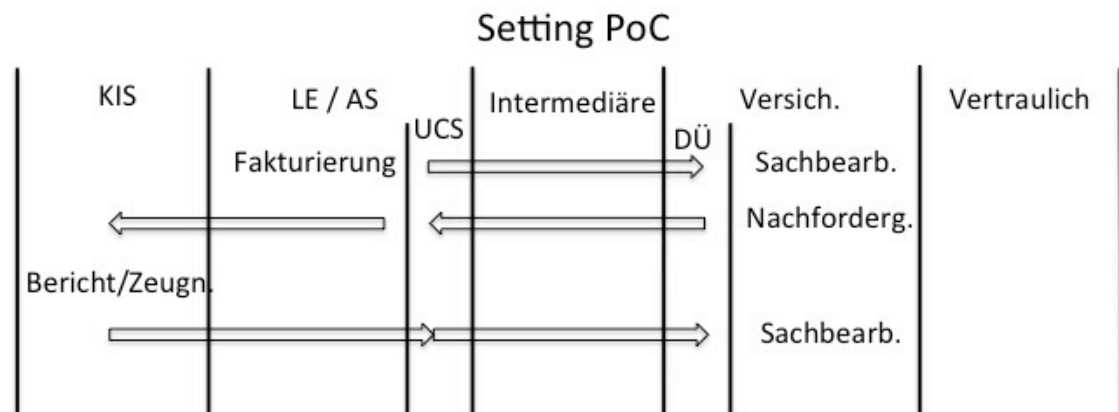 Setting PoC
KIS LE / AS Intermediäre Versich. Vertraulich
UCS DÜ
Fakturierung Sachbearb.
Nachforderg.
Bericht/Zeugn.
Sachbearb.